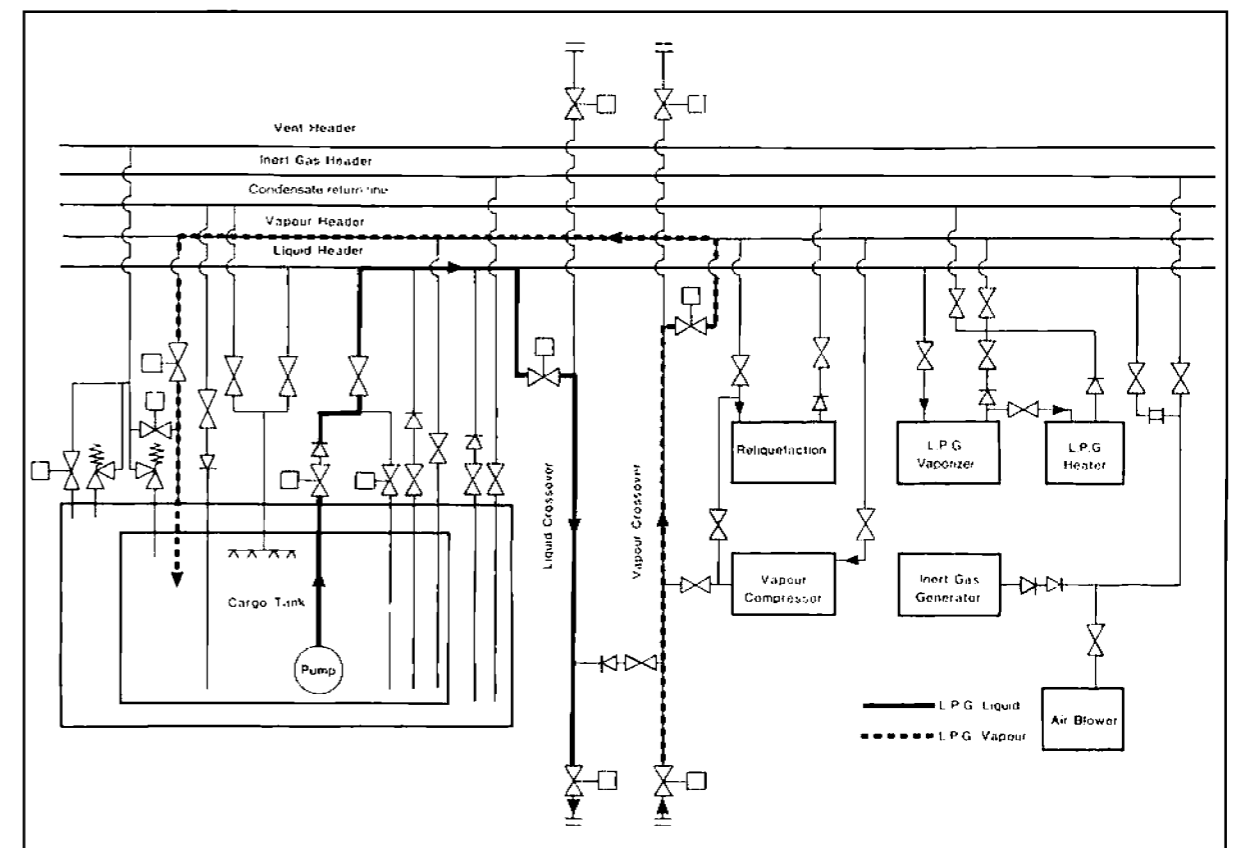 Vent Header
Inert Gas Header
Condensate return line
Vapour Header
Liquid Header
Liquid Crossover
Vapour Crossover
Reliquefaction
L.P.G.
Vaporizer
L.P.G.
Heater
Vapour
Compressor
Inert Gas
Generator
Cargo Tank
Pump
L.P.G. Liquid
L.P.G. Vapour
Air Blower